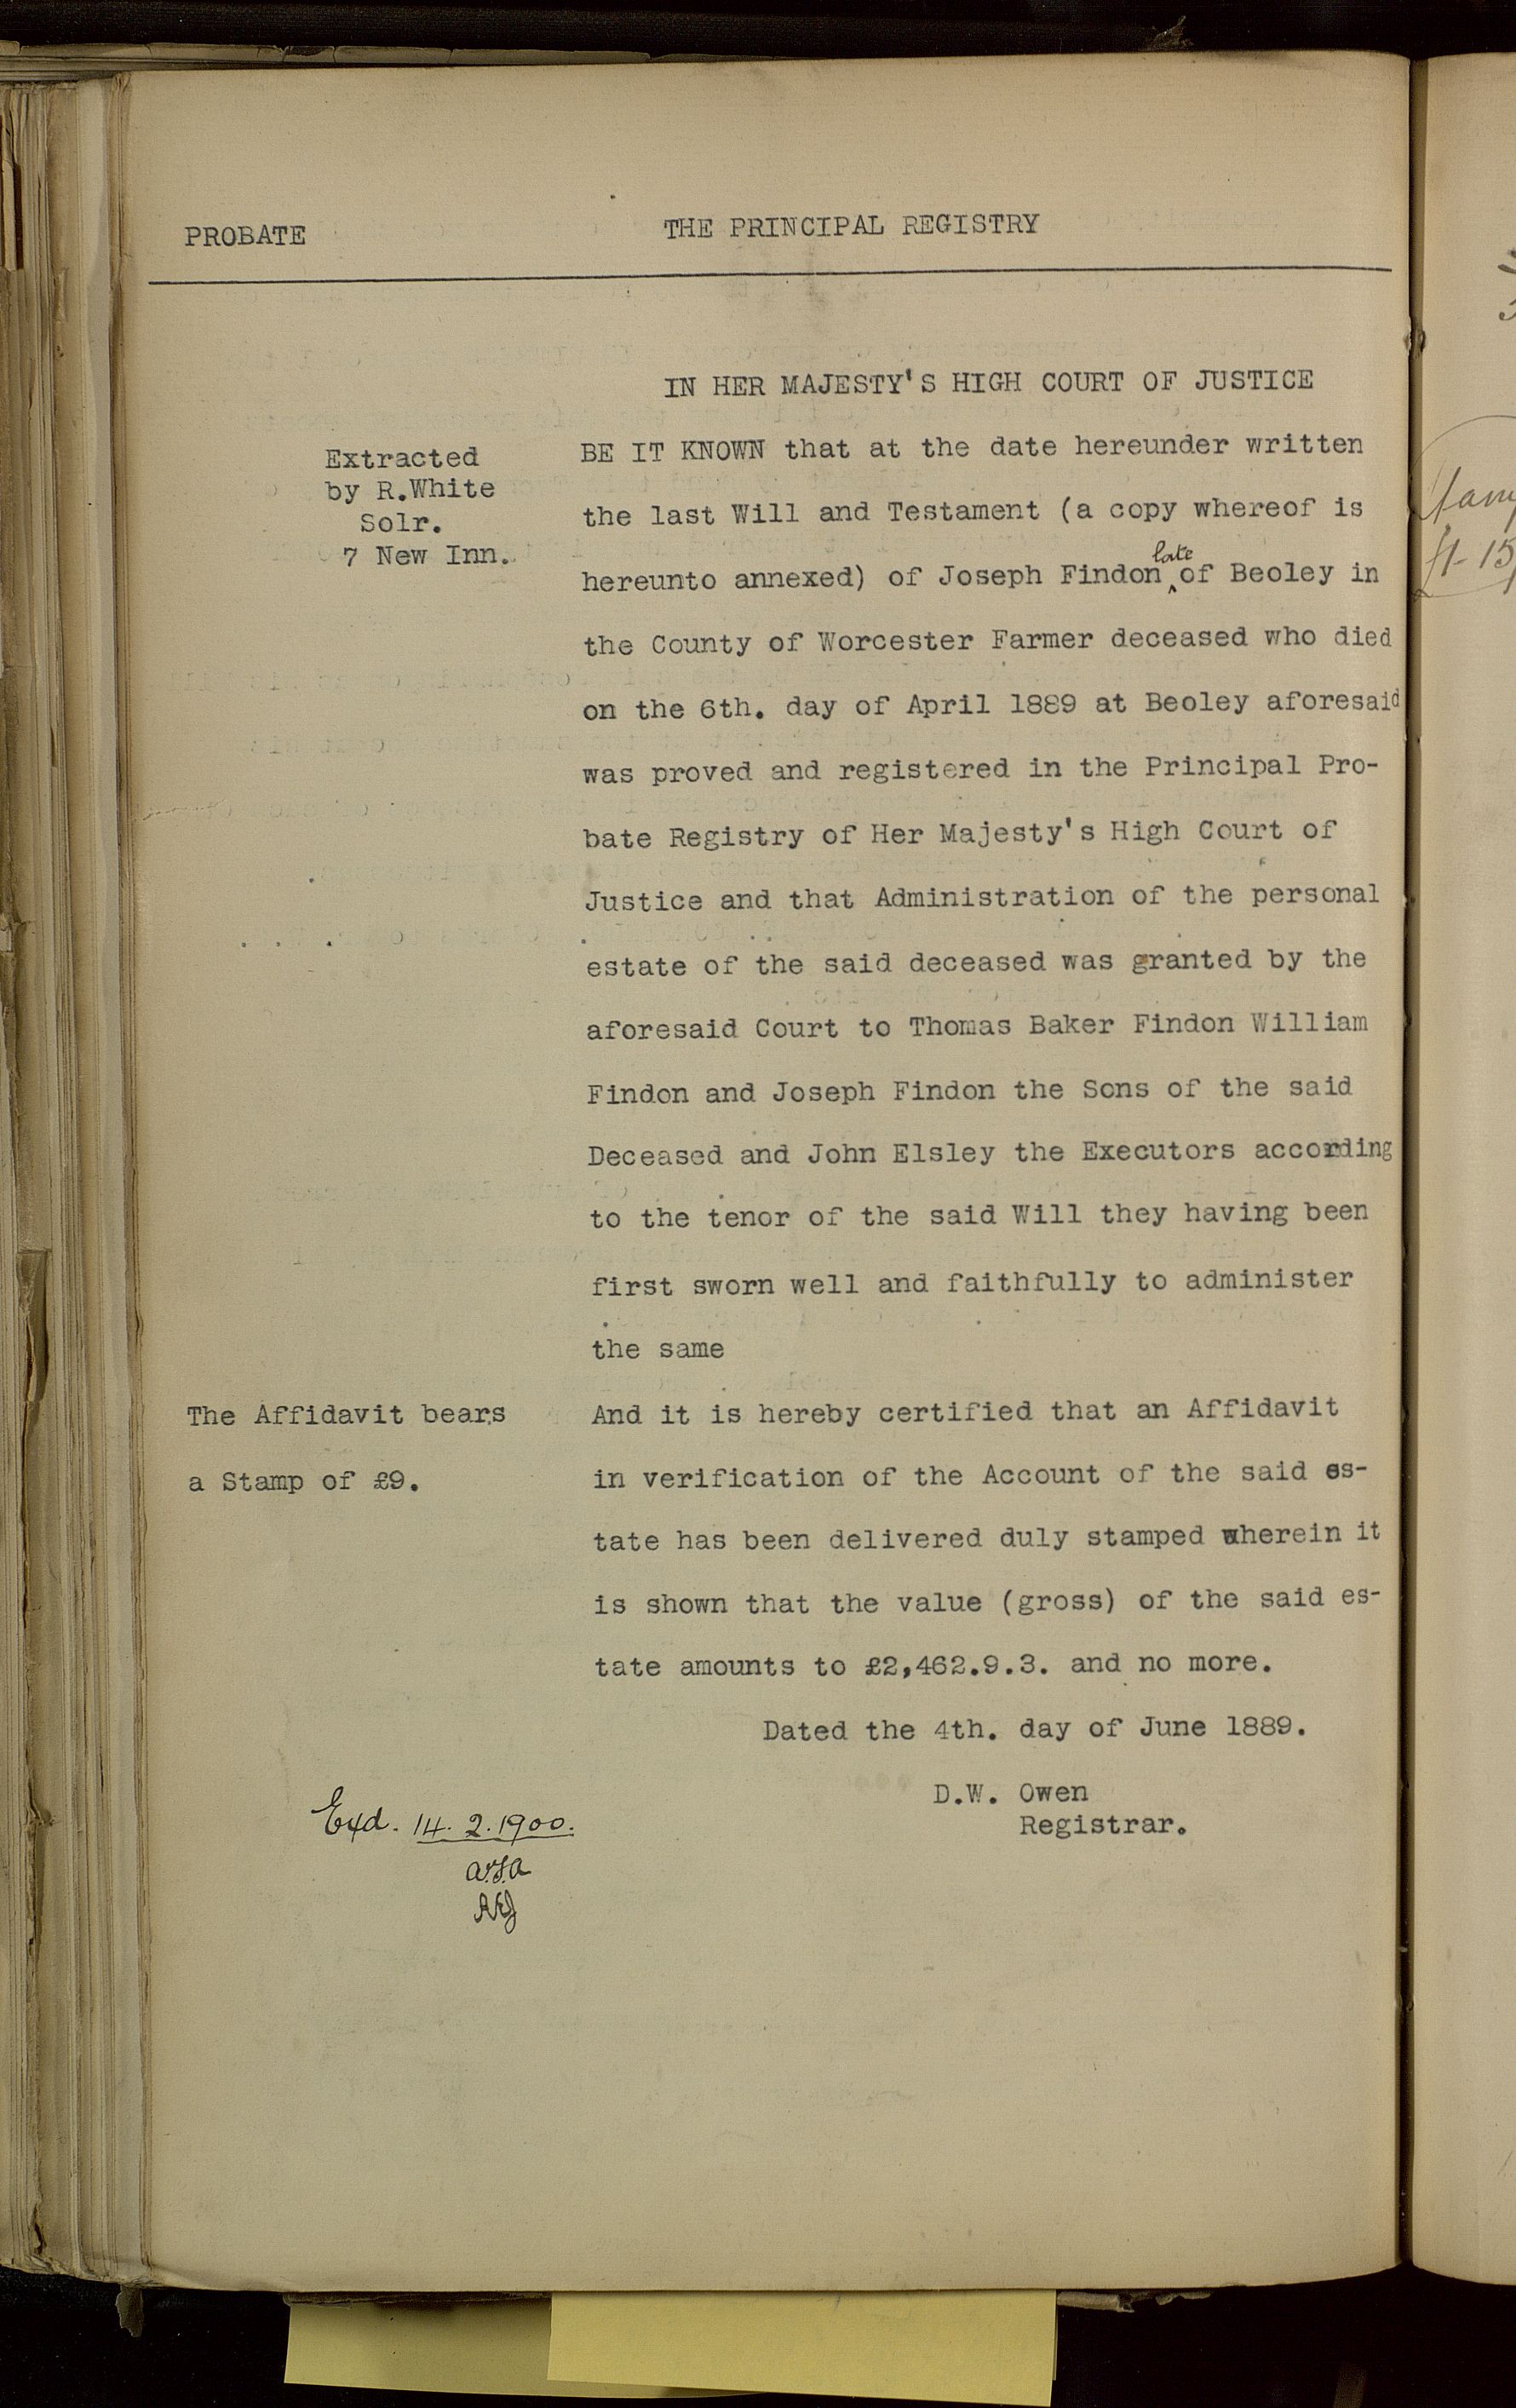 PROBATE
THE PRINCIPAL REGISTRY
IN HER MAJESTY'S HIGH COURT OF JUSTICE
Extracted
by R.White
Solr.
7 New Inn.
BE IT KNOWN that at the date hereunder written
the last Will and Testament (a copy whereof is
hereunto annexed) of Joseph Findon late of Beoley in
the County of Worcester Farmer deceased who died
on the 6th. day of April 1889 at Beoley aforesaid
was proved and registered in the Principal Pro-
bate Registry of Her Majesty's High Court of
Justice and that Administration of the personal
estate of the said deceased was granted by the
aforesaid Court to Thomas Baker Findon William
Findon and Joseph Findon the Sons of the said
Deceased and John Elsley the Executors according
to the tenor of the said Will they having been
first sworn well and faithfully to administer
the same
The Affidavit bears
a Stamp of £9.
And it is hereby certified that an Affidavit
in verification of the Account of the said es-
tate has been delivered duly stamped wherein it
is shown that the value (gross) of the said es-
tate amounts to £2,462.9.3. and no more.
Dated the 4th. day of June 1889.
D.W. Owen
Registrar.
Exd. 14.2.1900.